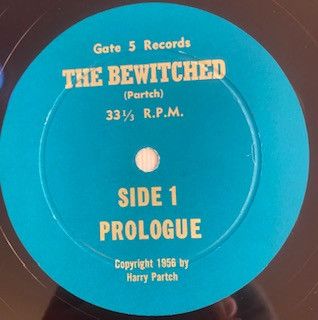 Gate 5 Records
THE BEWITCHED
(Partch)
33⅓ R.P.M.
SIDE 1
PROLOGUE
Copyright 1956 by
Harry Partch